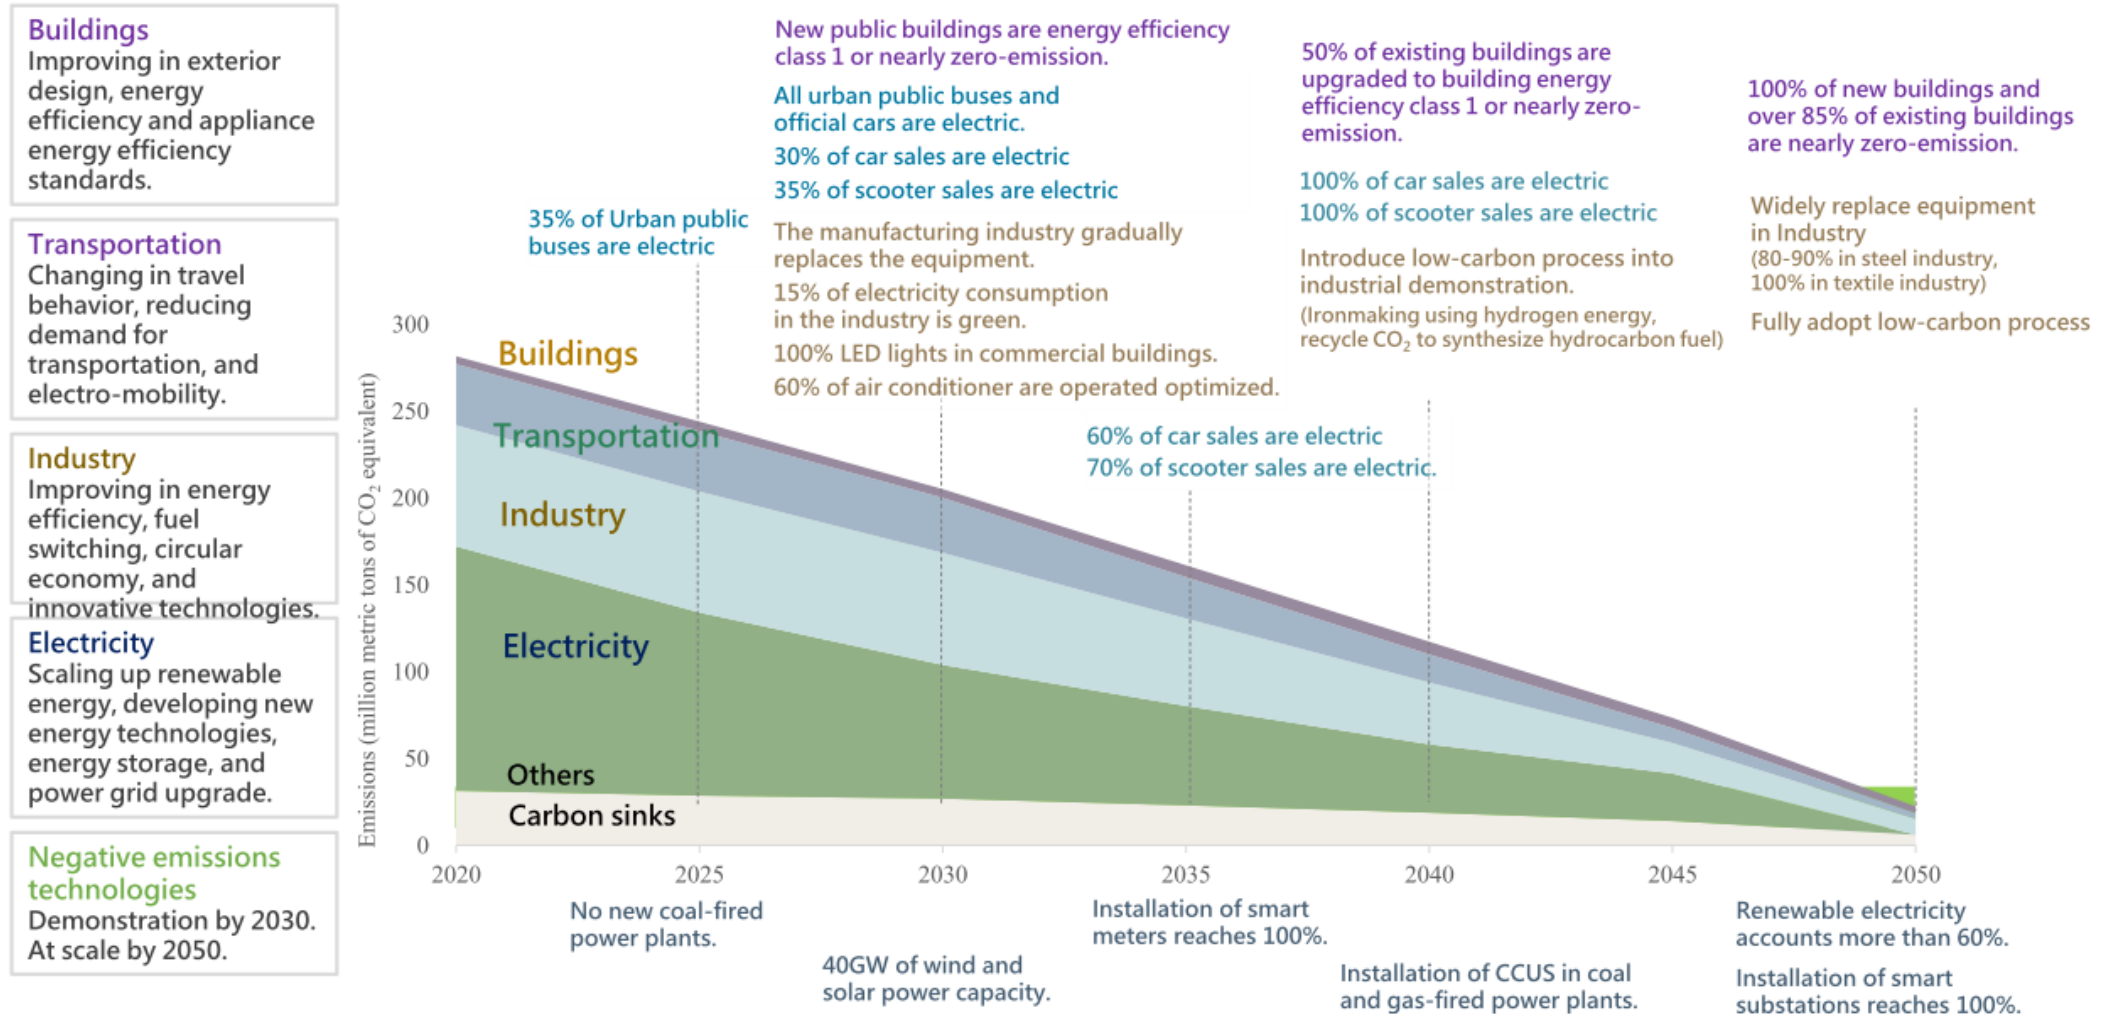 Buildings
Improving in exterior
design, energy
efficiency and appliance
energy efficiency
standards.
Transportation
Changing in travel
behavior, reducing
demand for
transportation, and
electro-mobility.
Industry
Improving in energy
efficiency, fuel
switching, circular
economy, and
innovative technologies.
Electricity
Scaling up renewable
energy, developing new
energy technologies,
energy storage, and
power grid upgrade.
Negative emissions
technologies
Demonstration by 2030.
At scale by 2050.
35% of Urban public
buses are electric
New public buildings are energy efficiency
class 1 or nearly zero-emission.
All urban public buses and
official cars are electric.
30% of car sales are electric
35% of scooter sales are electric
The manufacturing industry gradually
replaces the equipment.
15% of electricity consumption
in the industry is green.
100% LED lights in commercial buildings.
60% of air conditioner are operated optimized.
60% of car sales are electric
70% of scooter sales are electric.
50% of existing buildings are
upgraded to building energy
efficiency class 1 or nearly zero-
emission.
100% of car sales are electric
100% of scooter sales are electric
Introduce low-carbon process into
industrial demonstration.
(Ironmaking using hydrogen energy,
recycle CO₂ to synthesize hydrocarbon fuel)
100% of new buildings and
over 85% of existing buildings
are nearly zero-emission.
Widely replace equipment
in Industry
(80-90% in steel industry,
100% in textile industry)
Fully adopt low-carbon process
Emissions (million metric tons of CO₂ equivalent)
300
250
200
150
100
50
0
Buildings
Transportation
Industry
Electricity
Others
Carbon sinks
2020
2025
2030
2035
2040
2045
2050
No new coal-fired
power plants.
40GW of wind and
solar power capacity.
Installation of smart
meters reaches 100%.
Installation of CCUS in coal
and gas-fired power plants.
Renewable electricity
accounts more than 60%.
Installation of smart
substations reaches 100%.